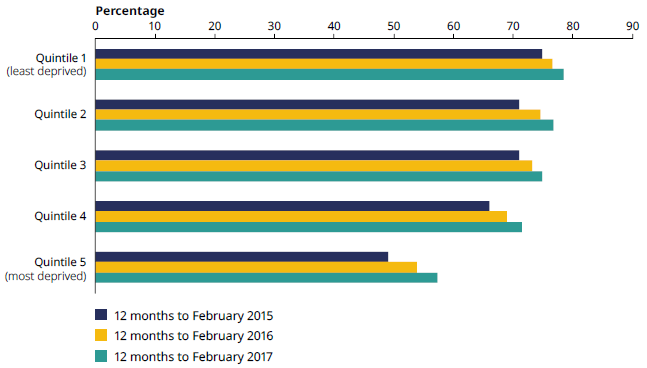 Percentage
0 10 20 30 40 50 60 70 80 90
Quintile 1
(least deprived)
Quintile 2
Quintile 3
Quintile 4
Quintile 5
(most deprived)
12 months to February 2015
12 months to February 2016
12 months to February 2017